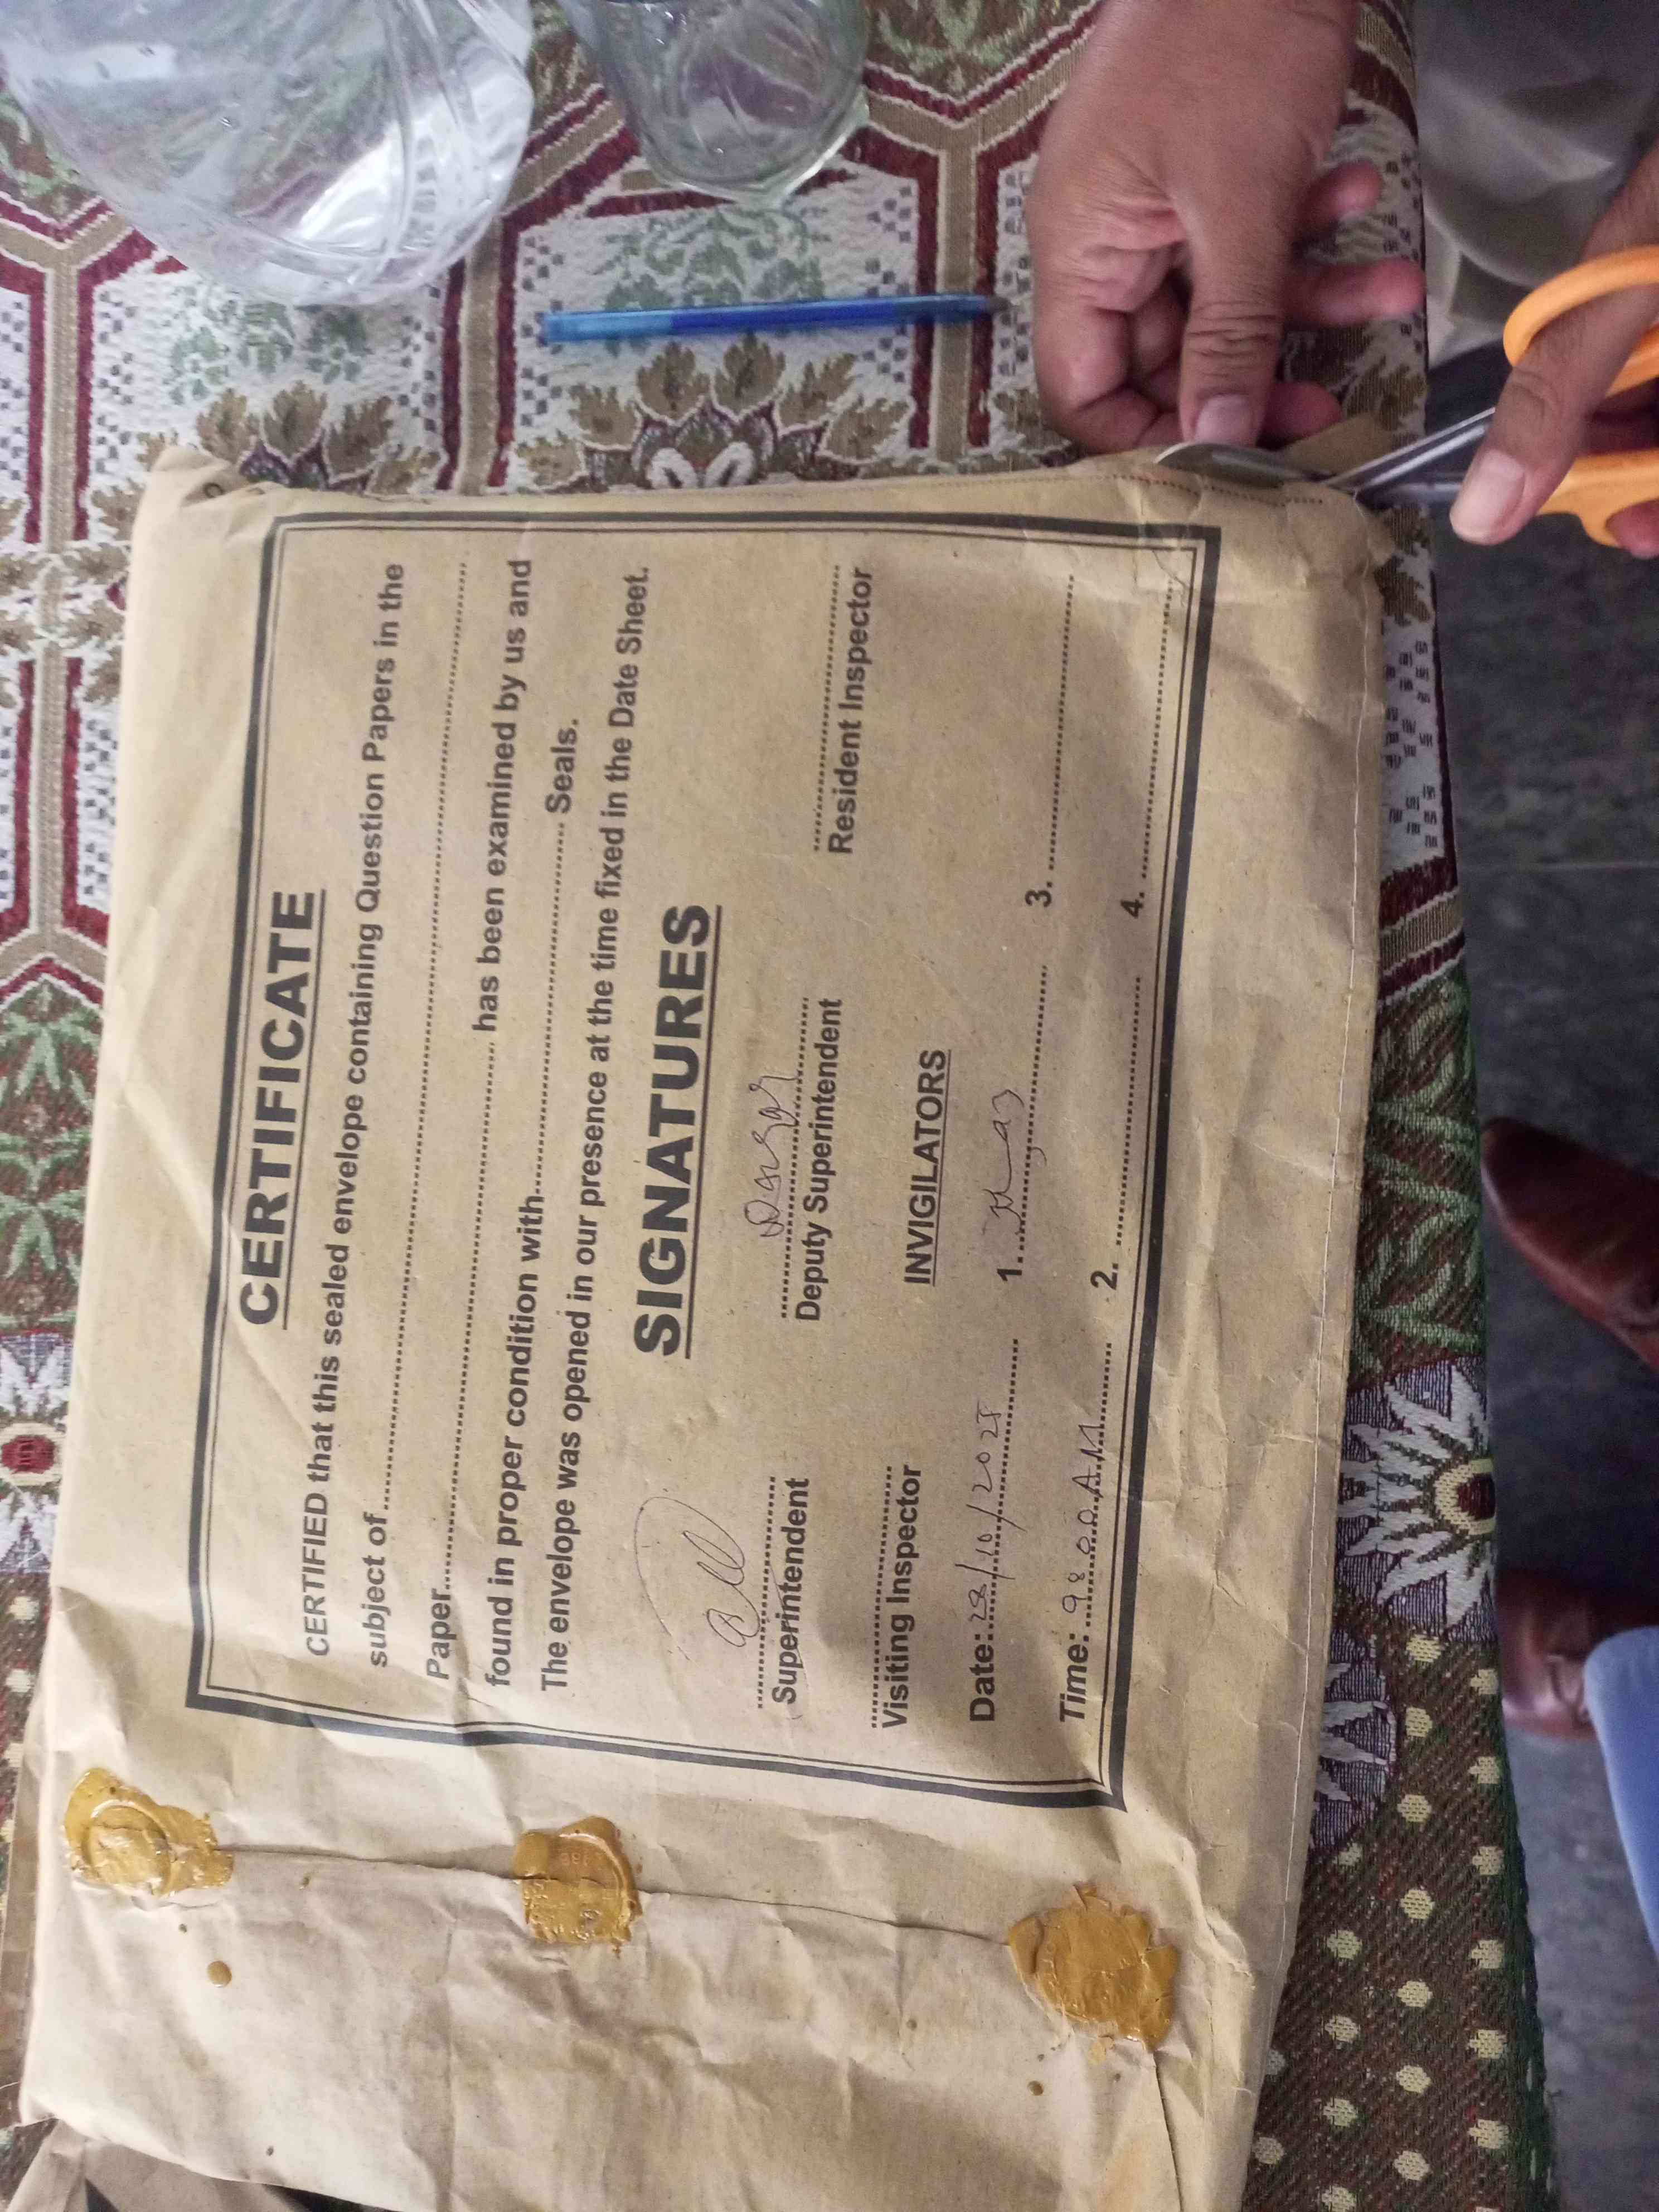 CERTIFICATE
CERTIFIED that this sealed envelope containing Question Papers in the
subject of
Paper
has been examined by us and
found in proper condition with Seals.
The envelope was opened in our presence at the time fixed in the Date Sheet.
SIGNATURES
Superintendent Deputy Superintendent Resident Inspector
Visiting Inspector INVIGILATORS
Date: 28/10/2025 1. 3.
Time: 98:00 A.M 2. 4.